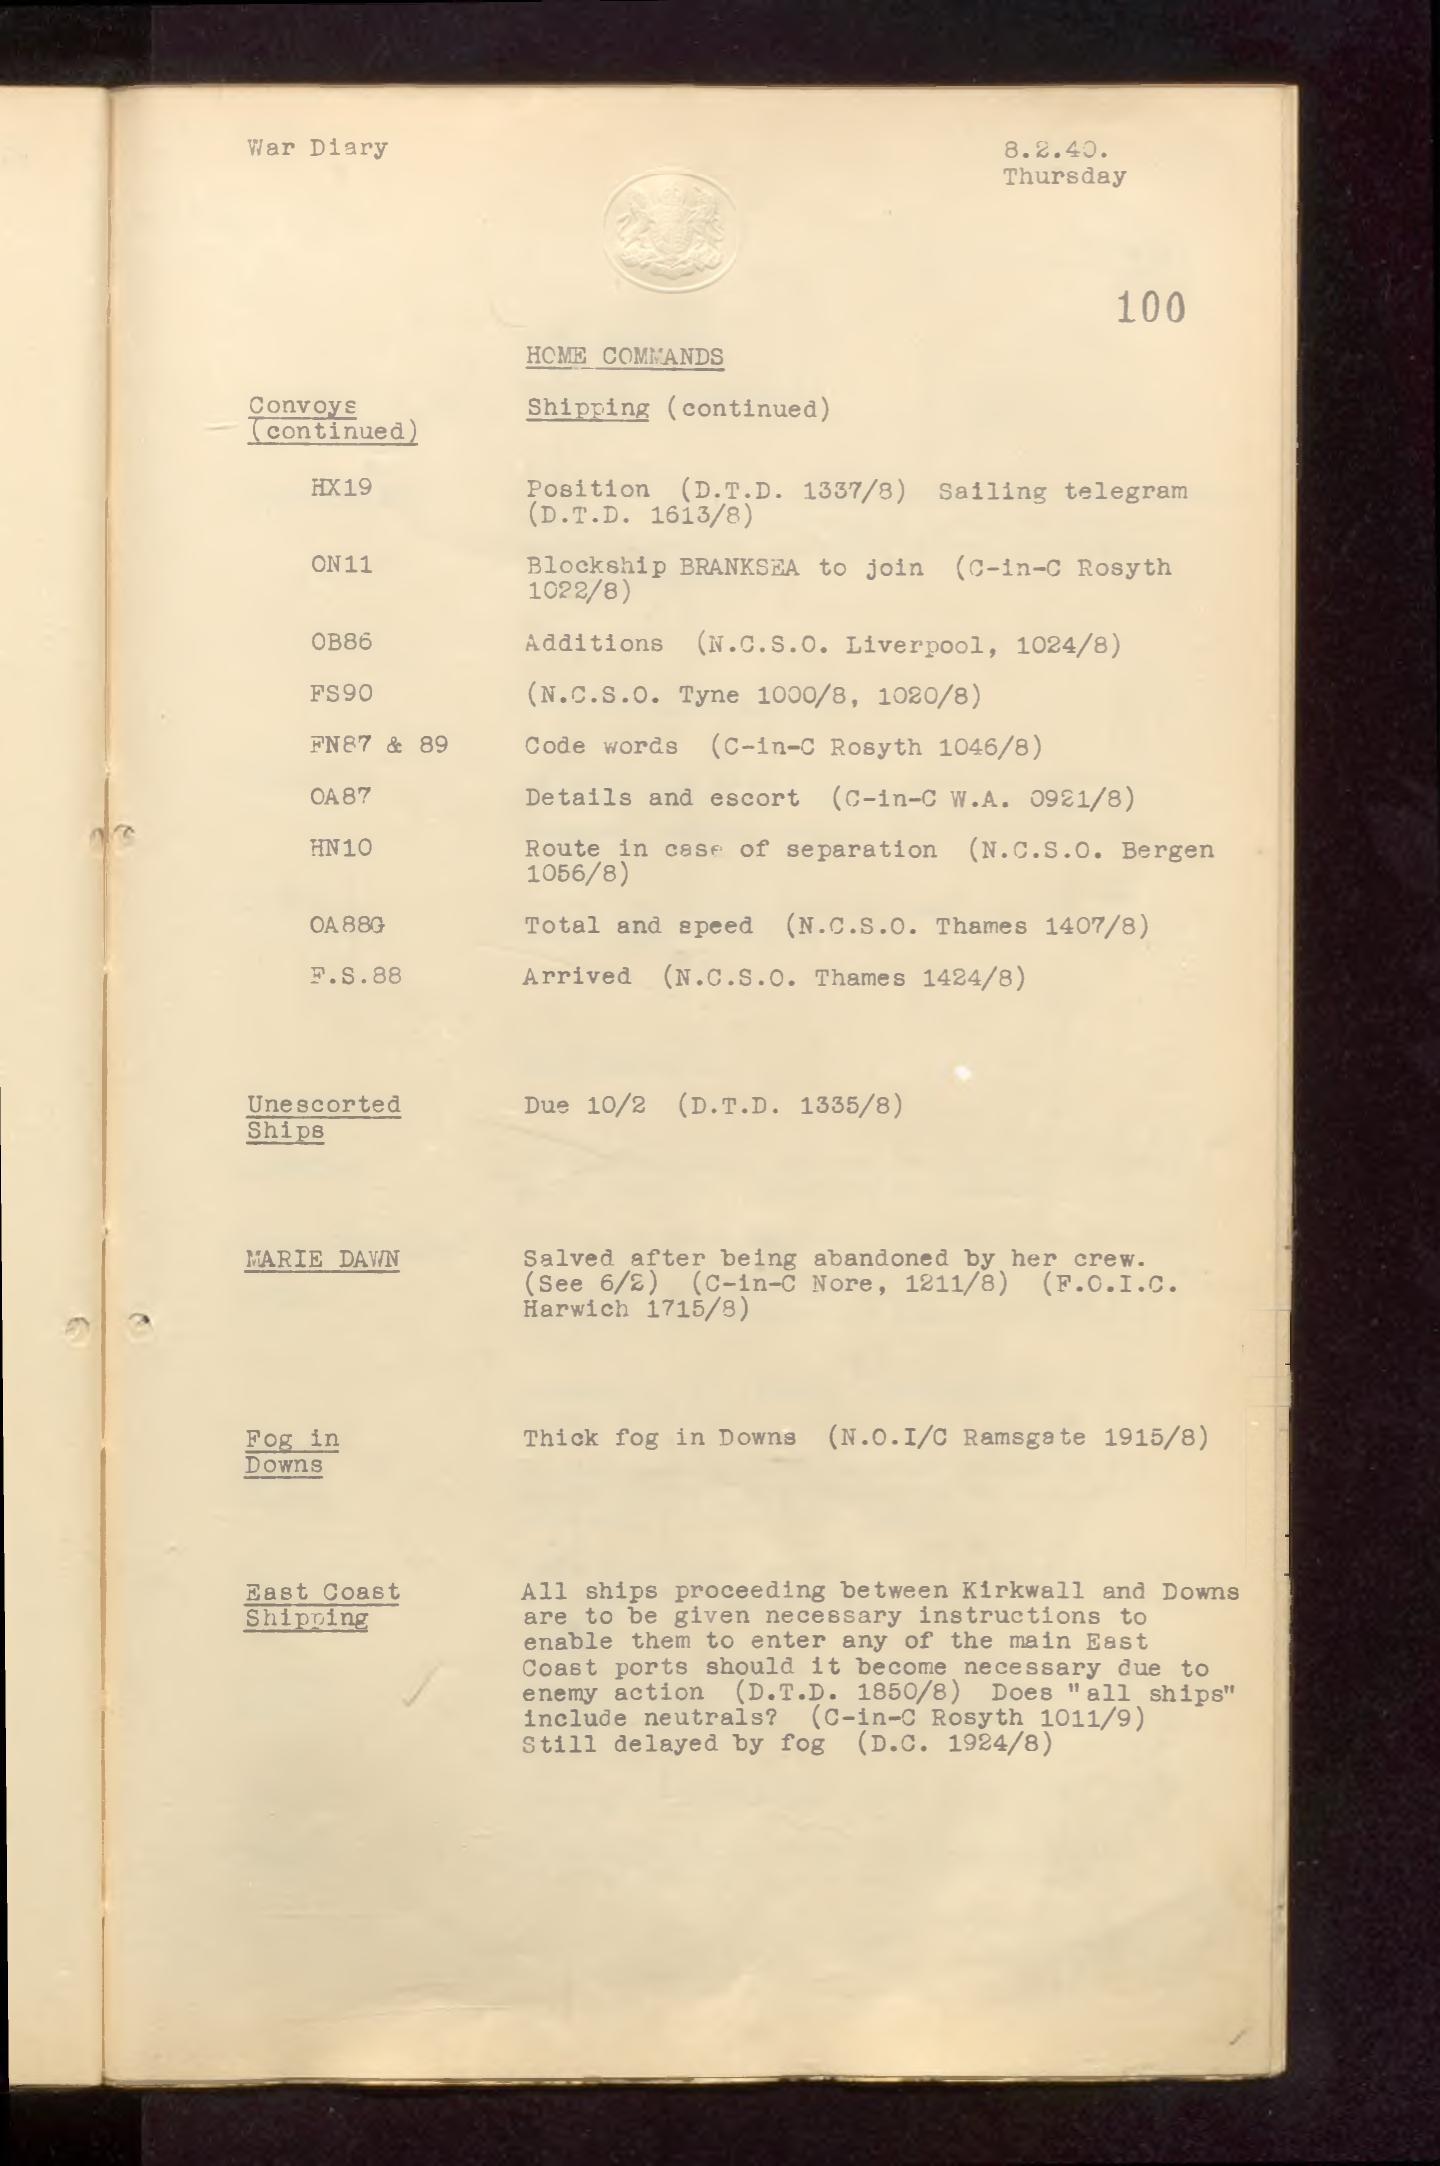 War Diary
8.2.40.
Thursday
100
HOME COMMANDS
Convoys
(continued)
Shipping (continued)
HX19 Position (D.T.D. 1337/8) Sailing telegram
(D.T.D. 1613/8)
ON11 Blockship BRANKSEA to join (C-in-C Rosyth
1022/8)
OB86 Additions (N.C.S.O. Liverpool, 1024/8)
FS90 (N.C.S.O. Tyne 1000/8, 1020/8)
FN87 & 89 Code words (C-in-C Rosyth 1046/8)
OA87 Details and escort (C-in-C W.A. 0921/8)
HN10 Route in case of separation (N.C.S.O. Bergen
1056/8)
OA88G Total and speed (N.C.S.O. Thames 1407/8)
F.S.88 Arrived (N.C.S.O. Thames 1424/8)
Unescorted
Ships
Due 10/2 (D.T.D. 1335/8)
MARIE DAWN
Salved after being abandoned by her crew.
(See 6/2) (C-in-C Nore, 1211/8) (F.O.I.C.
Harwich 1715/8)
Fog in
Downs
Thick fog in Downs (N.O.I/C Ramsgate 1915/8)
East Coast
Shipping
All ships proceeding between Kirkwall and Downs
are to be given necessary instructions to
enable them to enter any of the main East
Coast ports should it become necessary due to
enemy action (D.T.D. 1850/8) Does "all ships"
include neutrals? (C-in-C Rosyth 1011/9)
Still delayed by fog (D.C. 1924/8)